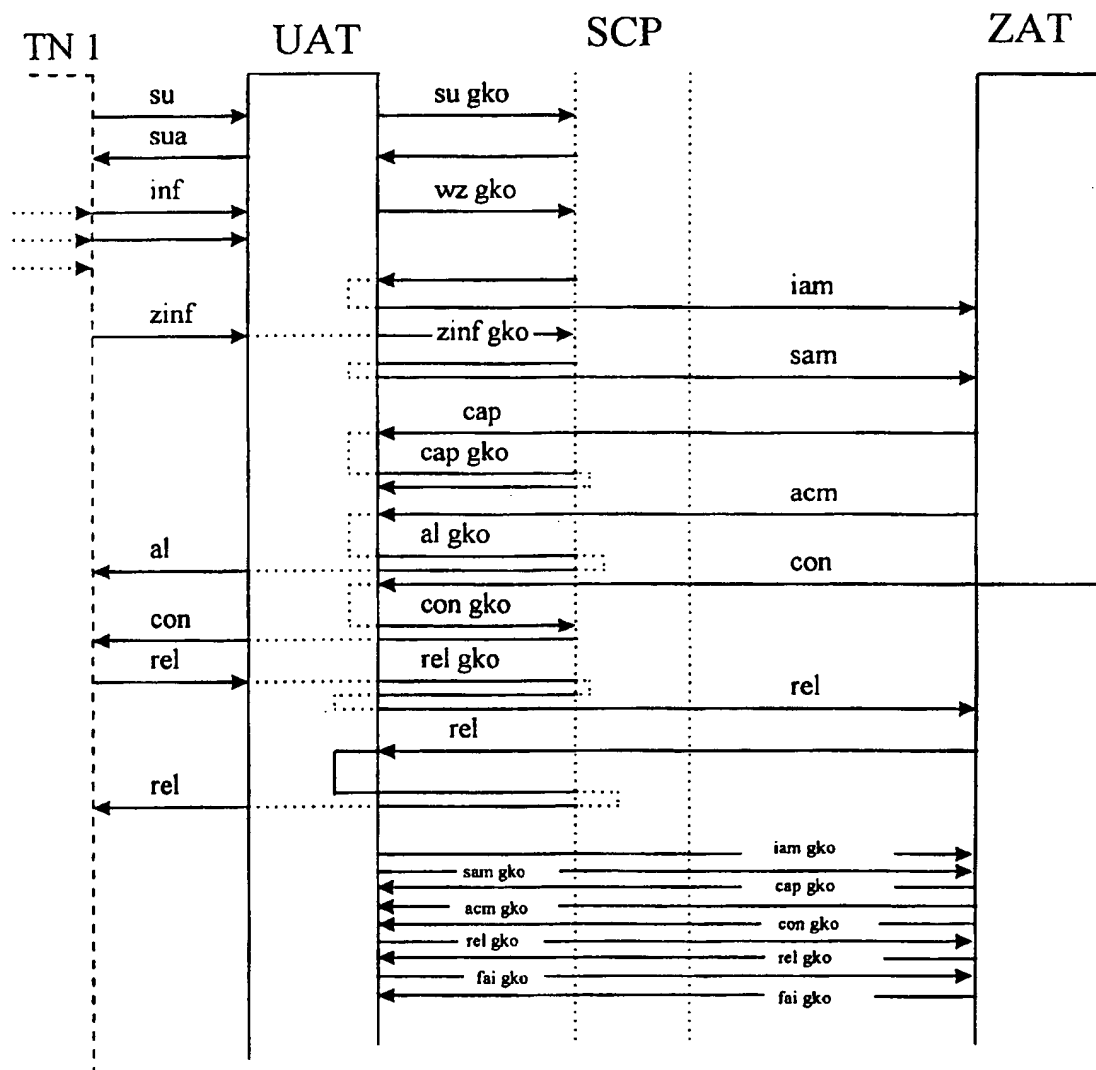 TN 1 UAT SCP ZAT
su su gko
sua
inf wz gko
iam
zinf zinf gko
sam
cap
cap gko
acm
al al gko
con
con con gko
rel rel gko
rel
rel
rel
iam gko
sam gko
cap gko
acm gko
con gko
rel gko
rel gko
fai gko
fai gko